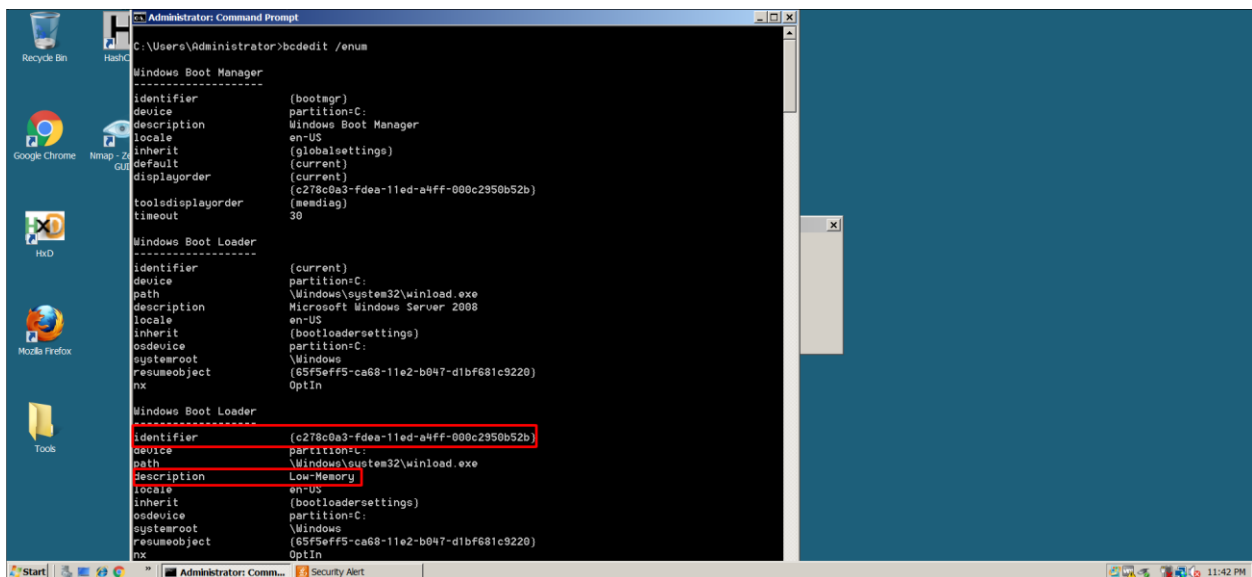 Administrator: Command Prompt
C:\Users\Administrator>bcdedit /enum
Windows Boot Manager
--------------------
identifier {bootmgr}
device partition=C:
description Windows Boot Manager
locale en-US
inherit {globalsettings}
default {current}
displayorder {current}
{c278c0a3-fdea-11ed-a4ff-000c2950b52b}
toolsdisplayorder {memdiag}
timeout 30
Windows Boot Loader
-------------------
identifier {current}
device partition=C:
path \Windows\system32\winload.exe
description Microsoft Windows Server 2008
locale en-US
inherit {bootloadersettings}
osdevice partition=C:
systemroot \Windows
resumeobject {65f5eff5-ca68-11e2-b047-d1bf681c9220}
nx OptIn
Windows Boot Loader
-------------------
identifier {c278c0a3-fdea-11ed-a4ff-000c2950b52b}
device partition=C:
path \Windows\system32\winload.exe
description Low-Memory
locale en-US
inherit {bootloadersettings}
osdevice partition=C:
systemroot \Windows
resumeobject {65f5eff5-ca68-11e2-b047-d1bf681c9220}
nx OptIn
Recycle Bin
HashC
Google Chrome
Nmap - Ze
GUI
HxD
Mozilla Firefox
Tools
Start
Administrator: Comm...
Security Alert
11:42 PM